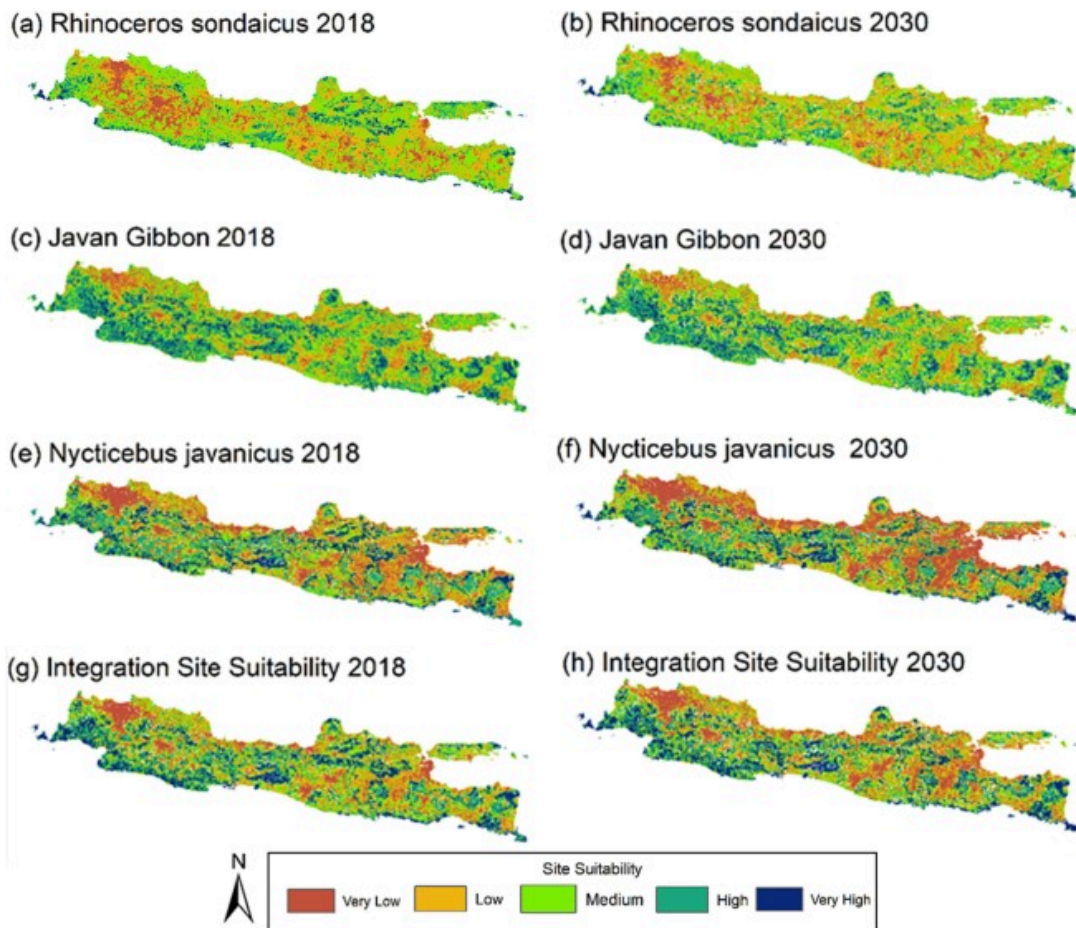 (a) Rhinoceros sondaicus 2018
(b) Rhinoceros sondaicus 2030
(c) Javan Gibbon 2018
(d) Javan Gibbon 2030
(e) Nycticebus javanicus 2018
(f) Nycticebus javanicus 2030
(g) Integration Site Suitability 2018
(h) Integration Site Suitability 2030
N
Site Suitability
Very Low
Low
Medium
High
Very High